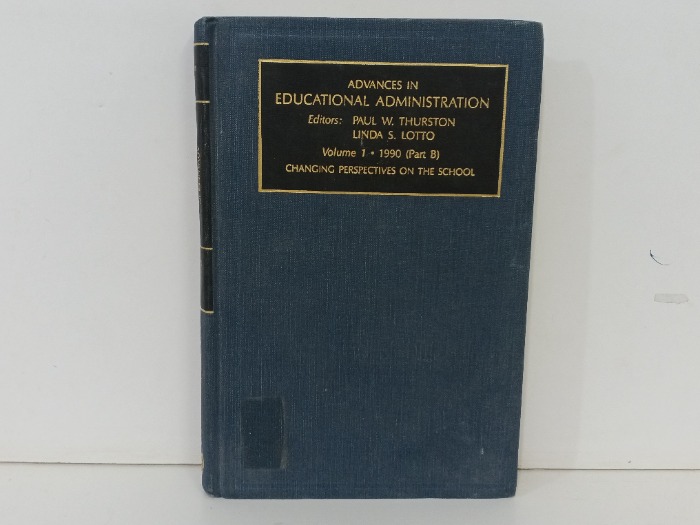 ADVANCES IN
EDUCATIONAL ADMINISTRATION
Editors: PAUL W. THURSTON
LINDA S. LOTTO
Volume 1 • 1990 (Part B)
CHANGING PERSPECTIVES ON THE SCHOOL